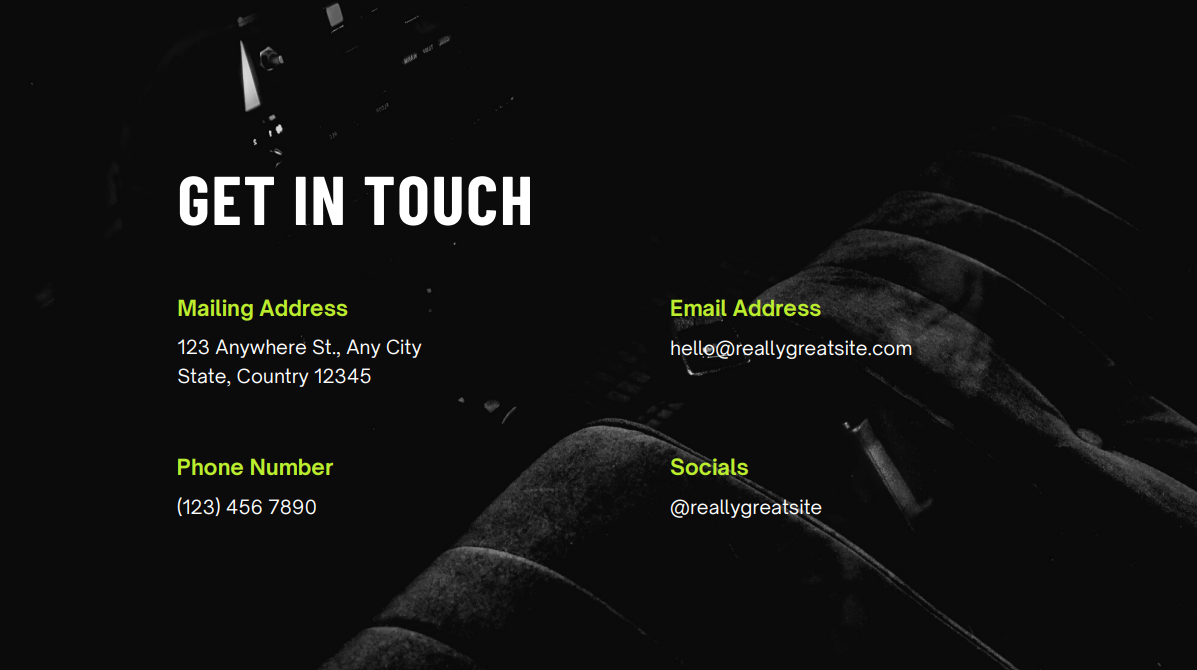 GET IN TOUCH
Mailing Address
123 Anywhere St., Any City
State, Country 12345
Email Address
hello@reallygreatsite.com
Phone Number
(123) 456 7890
Socials
@reallygreatsite